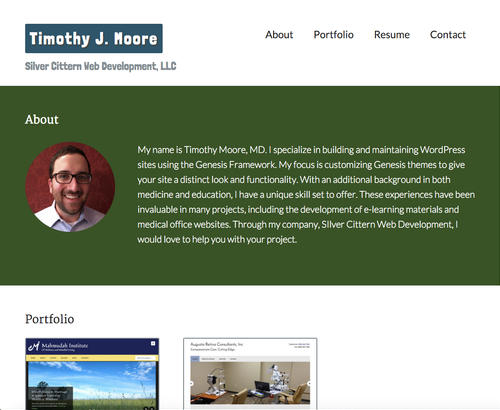 Timothy J. Moore
Silver Cittern Web Development, LLC
About Portfolio Resume Contact
About
My name is Timothy Moore, MD. I specialize in building and maintaining WordPress
sites using the Genesis Framework. My focus is customizing Genesis themes to give
your site a distinct look and functionality. With an additional background in both
medicine and education, I have a unique skill set to offer. These experiences have been
invaluable in many projects, including the development of e-learning materials and
medical office websites. Through my company, SIlver Cittern Web Development, I
would love to help you with your project.
Portfolio
Mahmudah Institute
Augusta Retina Consultants, Inc
Compassionate Care, Cutting Edge.